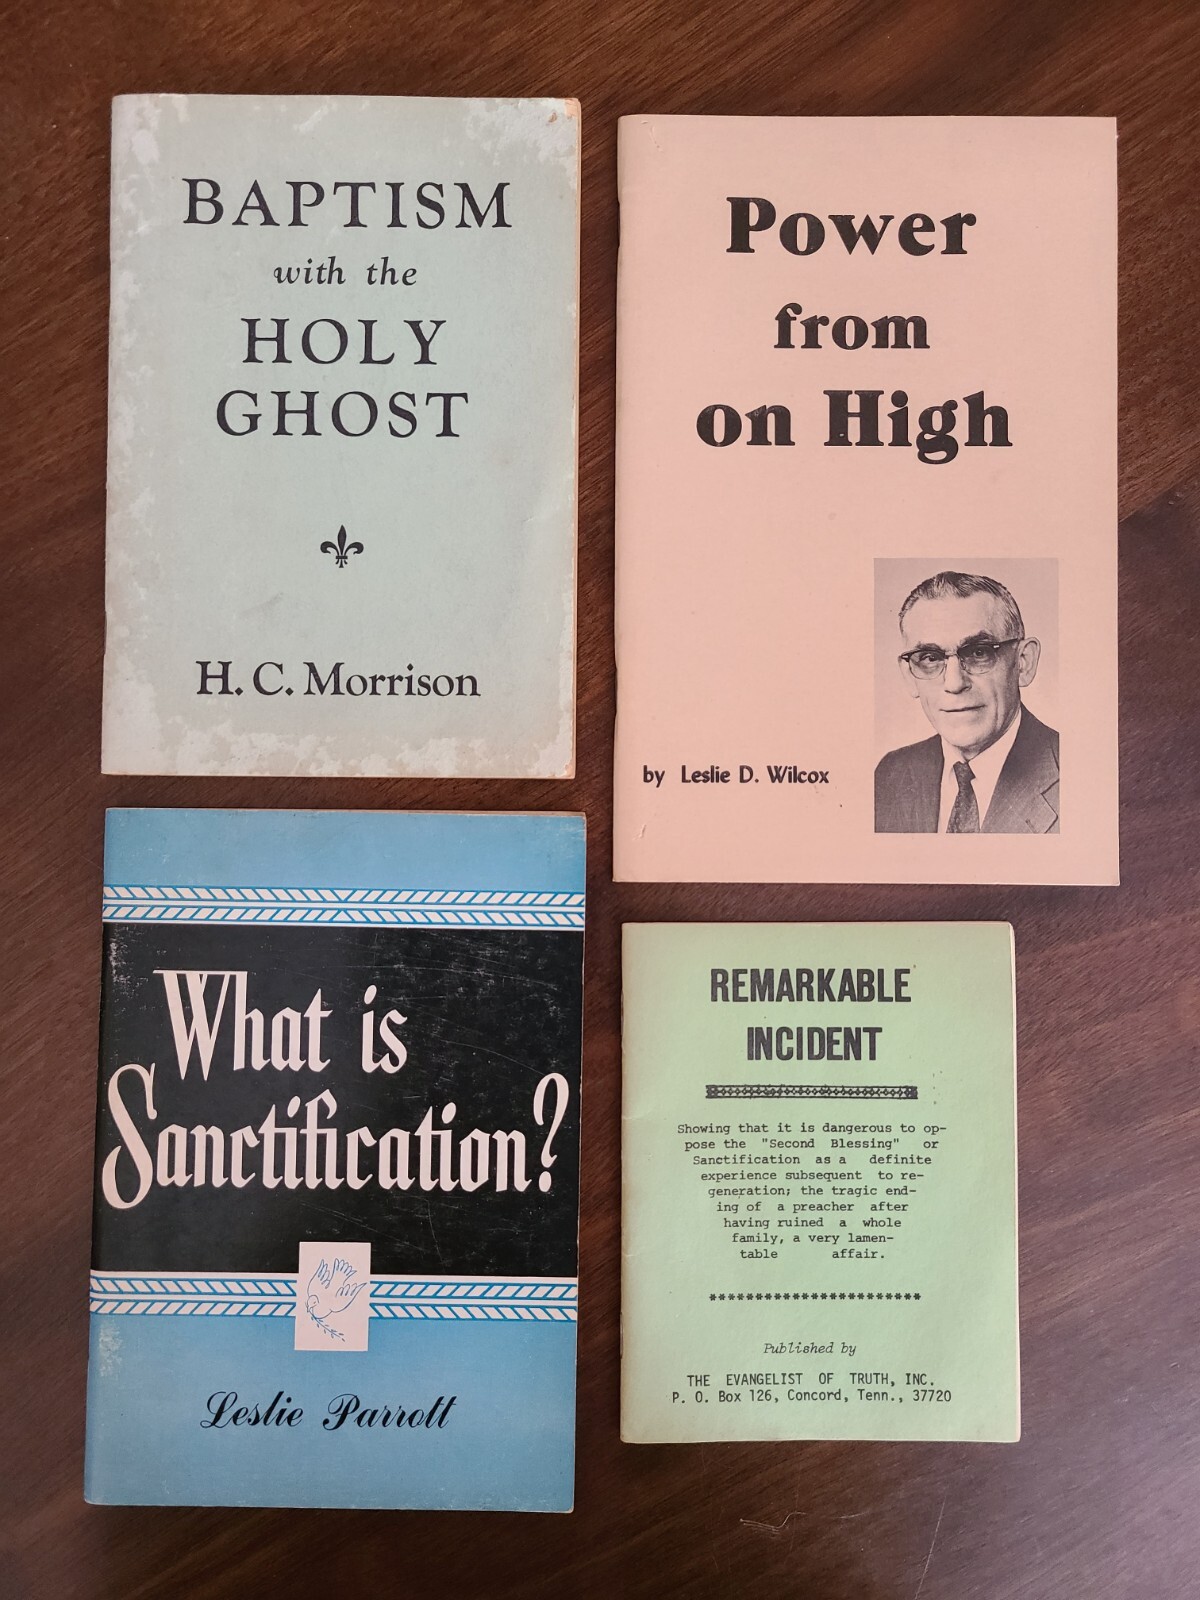 BAPTISM
with the
HOLY
GHOST
H. C. Morrison
Power
from
on High
by Leslie D. Wilcox
What is
Sanctification?
Leslie Parrott
REMARKABLE
INCIDENT
Showing that it is dangerous to op-
pose the "Second Blessing" or
Sanctification as a definite
experience subsequent to re-
generation; the tragic end-
ing of a preacher after
having ruined a whole
family, a very lamen-
table affair.
***********************
Published by
THE EVANGELIST OF TRUTH, INC.
P. O. Box 126, Concord, Tenn., 37720